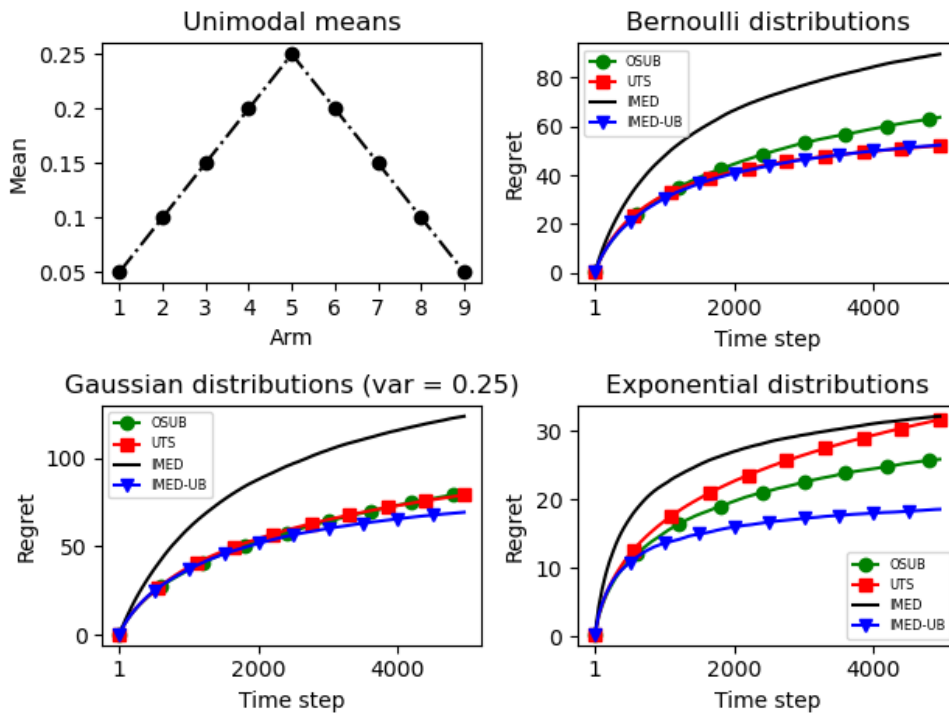 Unimodal means
0.25
0.2
0.15
0.1
0.05
Mean
1 2 3 4 5 6 7 8 9
Arm
Bernoulli distributions
OSUB
UTS
IMED
IMED-UB
80
60
40
20
0
Regret
1 2000 4000
Time step
Gaussian distributions (var = 0.25)
OSUB
UTS
IMED
IMED-UB
100
50
0
Regret
1 2000 4000
Time step
Exponential distributions
30
20
10
0
Regret
OSUB
UTS
IMED
IMED-UB
1 2000 4000
Time step